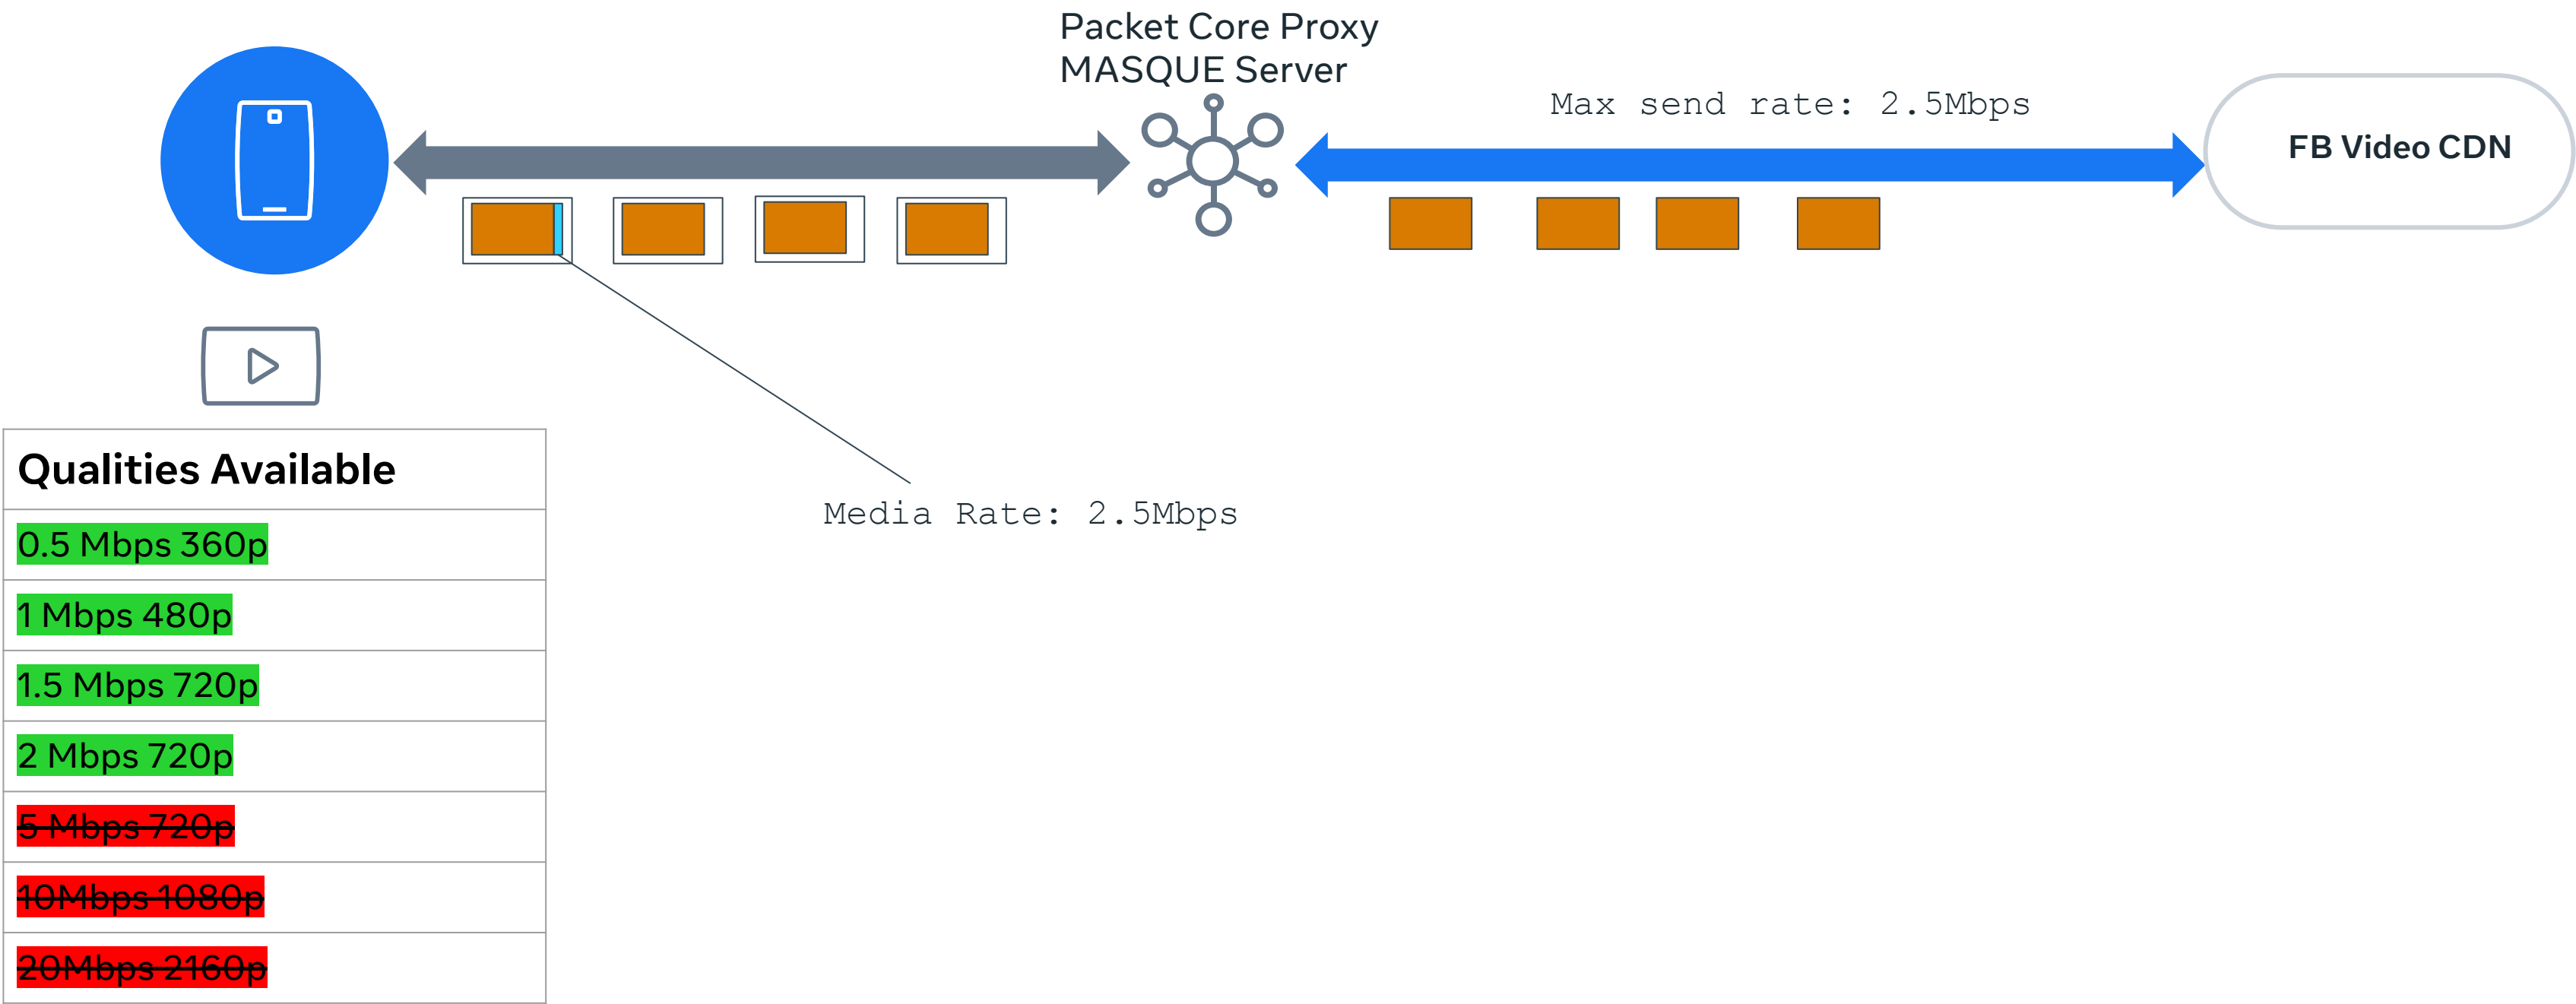 Packet Core Proxy
MASQUE Server
Max send rate: 2.5Mbps
FB Video CDN
Media Rate: 2.5Mbps
Qualities Available
0.5 Mbps 360p
1 Mbps 480p
1.5 Mbps 720p
2 Mbps 720p
5 Mbps 720p
10Mbps 1080p
20Mbps 2160p